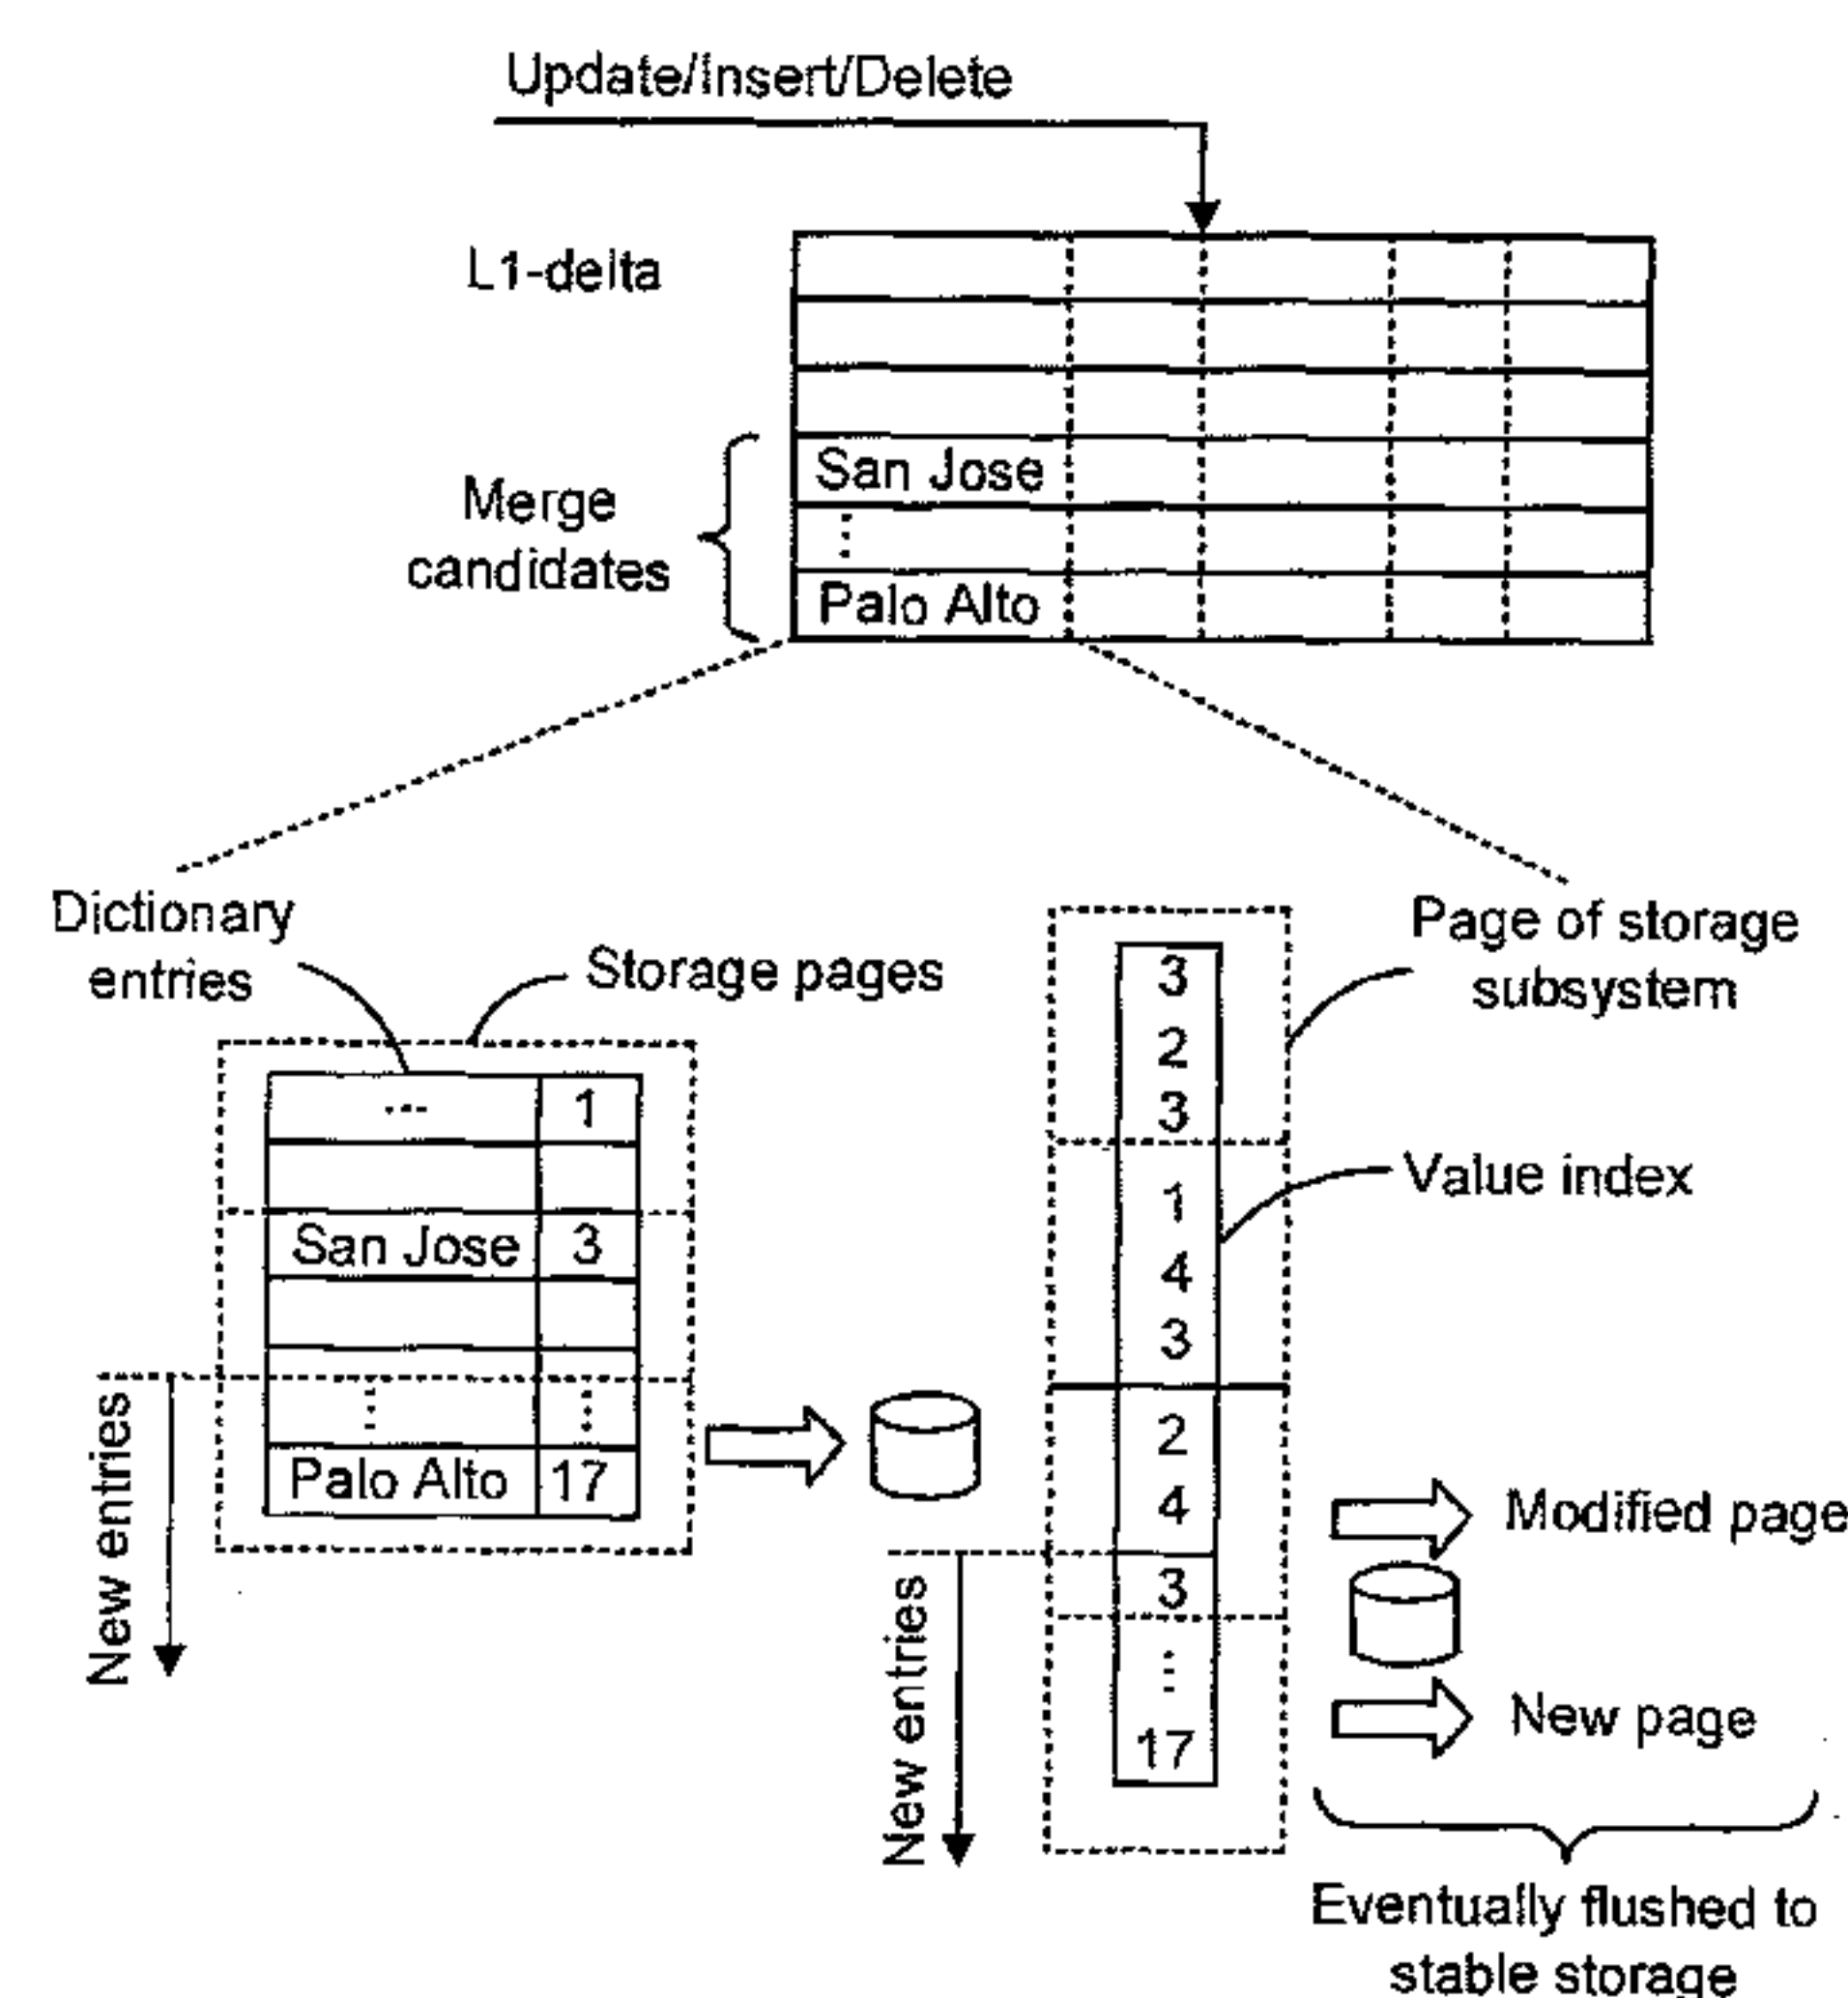 Update/Insert/Delete
L1-delta
San Jose
Merge
candidates
⋮
Palo Alto
Dictionary
entries
Storage pages
Page of storage
subsystem
... 1
San Jose 3
⋮ ⋮
Palo Alto 17
New entries
3
2
3
1
4
3
2
4
3
⋮
17
Value index
New entries
Modified page
New page
Eventually flushed to
stable storage